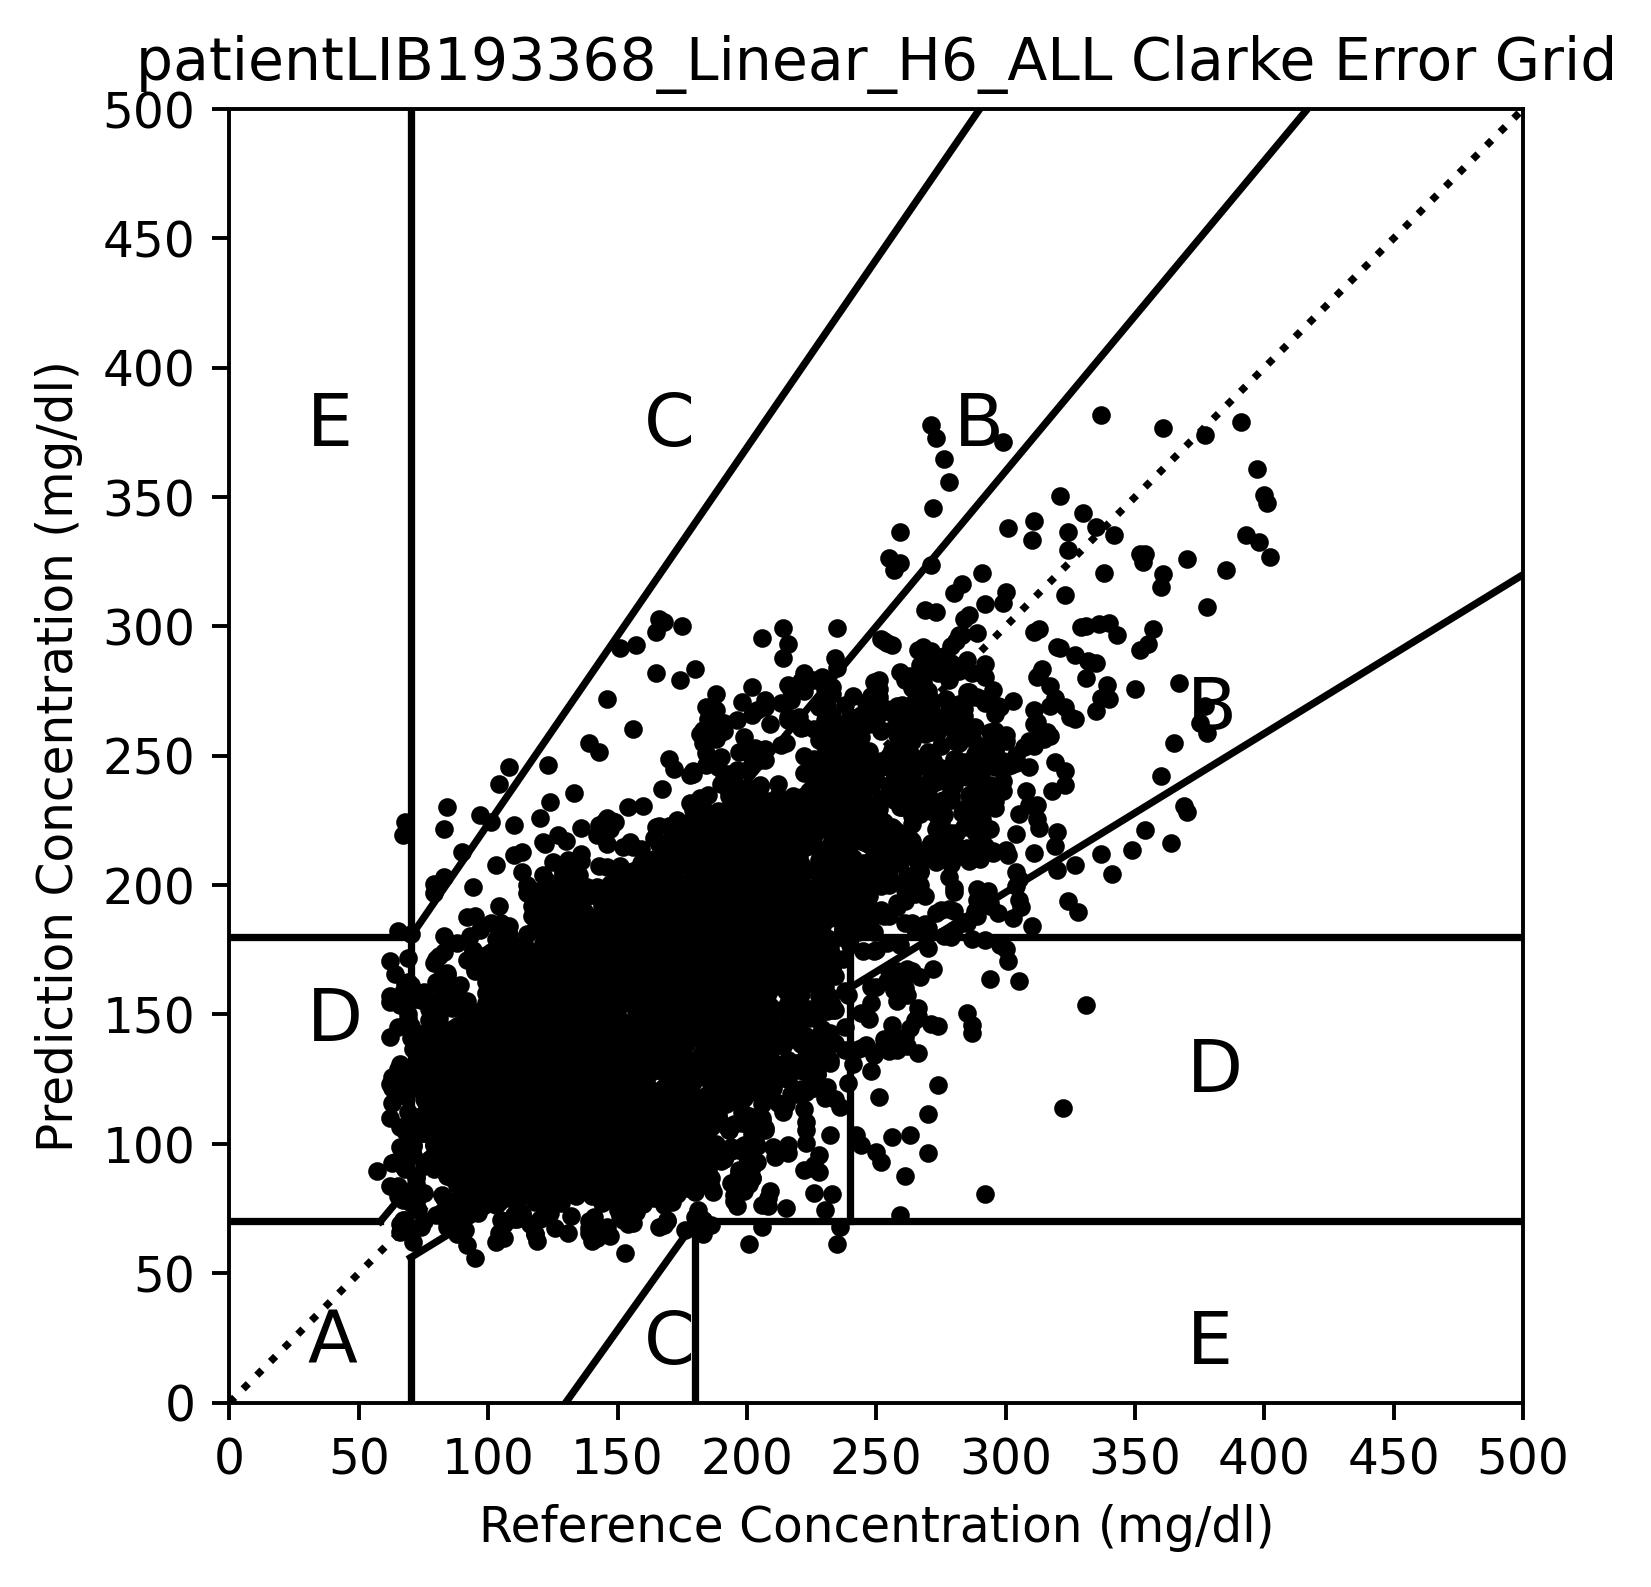 patientLIB193368_Linear_H6_ALL Clarke Error Grid
500
450
400
350
300
250
200
150
100
50
0
Prediction Concentration (mg/dl)
E
C
B
B
D
D
A
C
E
0 50 100 150 200 250 300 350 400 450 500
Reference Concentration (mg/dl)